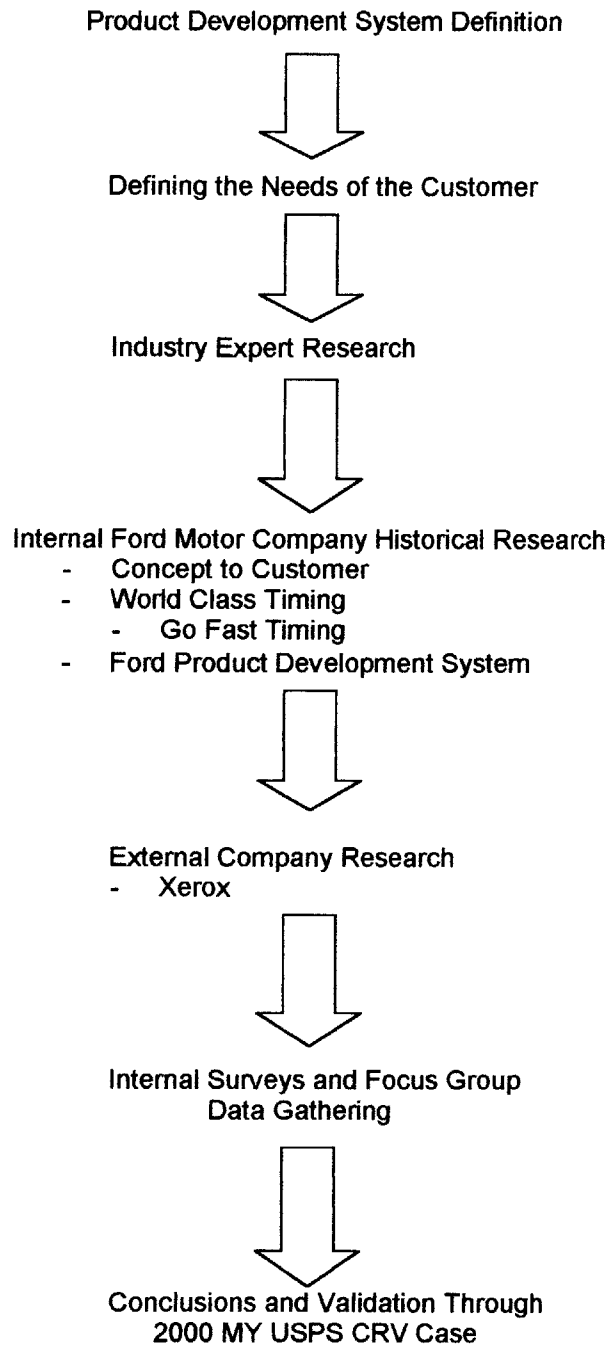 Product Development System Definition
Defining the Needs of the Customer
Industry Expert Research
Internal Ford Motor Company Historical Research
- Concept to Customer
- World Class Timing
- Go Fast Timing
- Ford Product Development System
External Company Research
- Xerox
Internal Surveys and Focus Group
Data Gathering
Conclusions and Validation Through
2000 MY USPS CRV Case